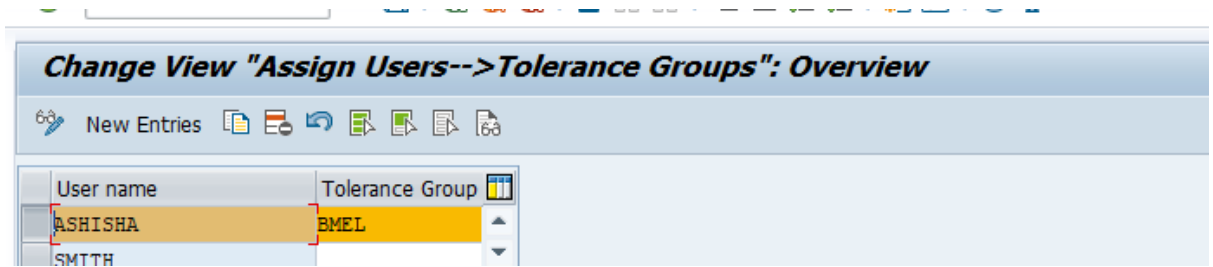 Change View "Assign Users-->Tolerance Groups": Overview
New Entries
User name Tolerance Group
ASHISHA BMEL
SMITH